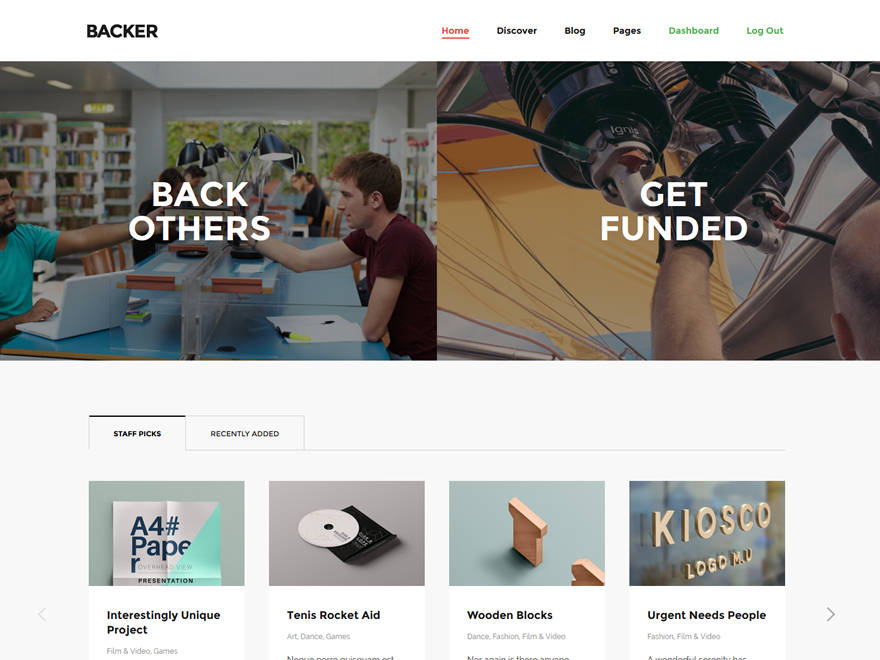 BACKER
Home Discover Blog Pages Dashboard Log Out
BACK
OTHERS
Ignis
GET
FUNDED
STAFF PICKS RECENTLY ADDED
A4#
Pape
r
OVERHEAD VIEW
PRESENTATION
KIOSCO
LOGO MU
Interestingly Unique
Project
Film & Video, Games
Tenis Rocket Aid
Art, Dance, Games
Neque porro quisquam est
Wooden Blocks
Dance, Fashion, Film & Video
Nor again is there anyone
Urgent Needs People
Fashion, Film & Video
A wonderful serenity has